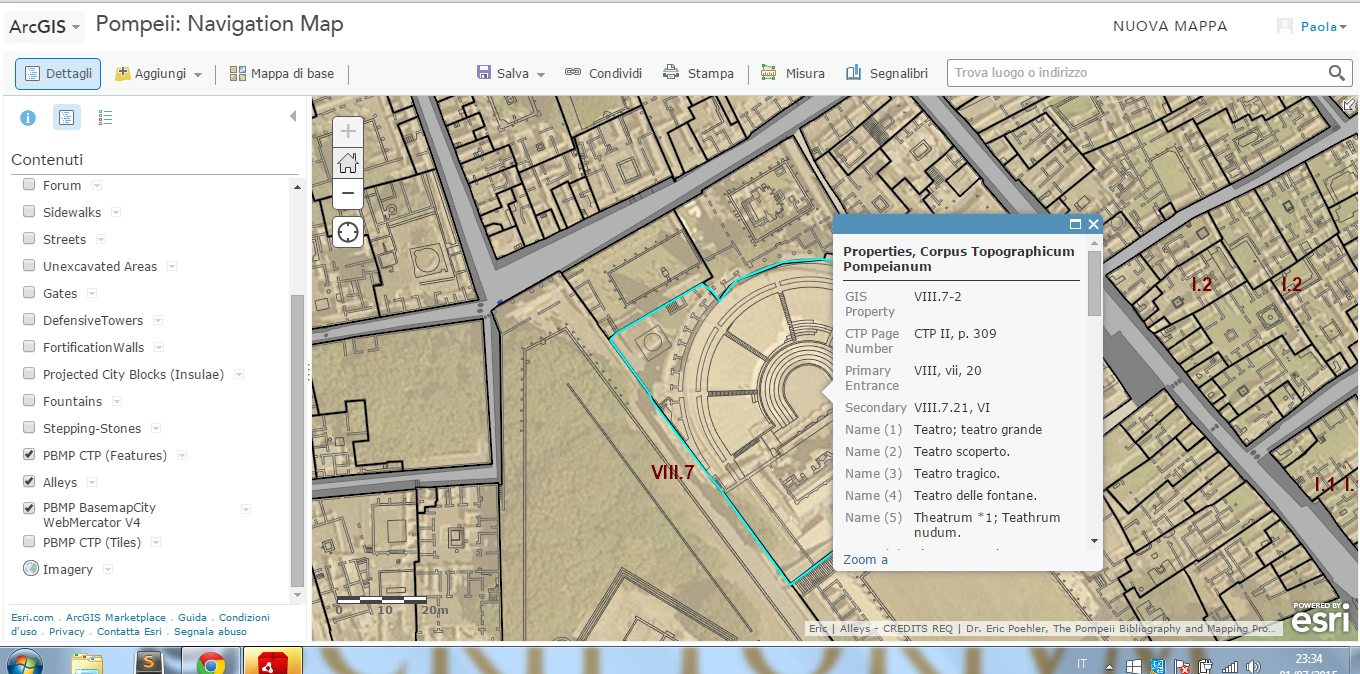 ArcGIS Pompeii: Navigation Map NUOVA MAPPA Paola
Dettagli Aggiungi Mappa di base Salva Condividi Stampa Misura Segnalibri Trova luogo o indirizzo
Contenuti
Forum
Sidewalks
Streets
Unexcavated Areas
Gates
DefensiveTowers
FortificationWalls
Projected City Blocks (Insulae)
Fountains
Stepping-Stones
PBMP CTP (Features)
Alleys
PBMP BasemapCity
WebMercator V4
PBMP CTP (Tiles)
Imagery
Esri.com . ArcGIS Marketplace . Guida . Condizioni
d'uso . Privacy . Contatta Esri . Segnala abuso
VIII.7
I.2
I.2
I.1
0 10 20m
Properties, Corpus Topographicum
Pompeianum
GIS
Property VIII.7-2
CTP Page
Number CTP II, p. 309
Primary
Entrance VIII, vii, 20
Secondary VIII.7.21, VI
Name (1) Teatro; teatro grande
Name (2) Teatro scoperto.
Name (3) Teatro tragico.
Name (4) Teatro delle fontane.
Name (5) Theatrum *1; Teathrum
nudum.
Zoom a
Eric | Alleys - CREDITS REQ | Dr. Eric Poehler, The Pompeii Bibliography and Mapping Pro...
POWERED BY
esri
IT 23:34
01/07/2015